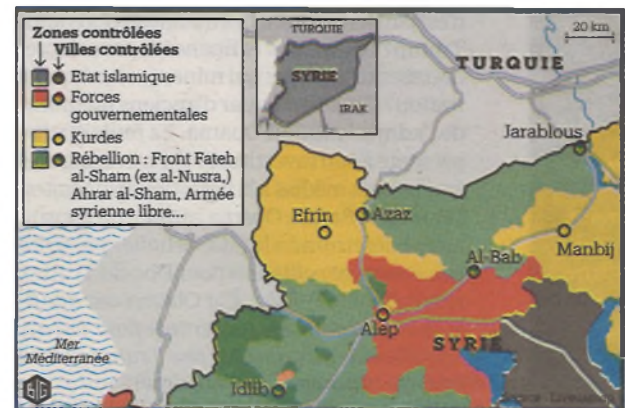 Zones contrôlées
Villes contrôlées
Etat islamique
Forces
gouvernementales
Kurdes
Rébellion : Front Fateh
al-Sham (ex al-Nusra,)
Ahrar al-Sham, Armée
syrienne libre...
TURQUIE
SYRIE
IRAK
20 km
TURQUIE
Jarablous
Efrin
Azaz
Manbij
Al-Bab
Alep
SYRIE
Mer
Méditerranée
Idlib